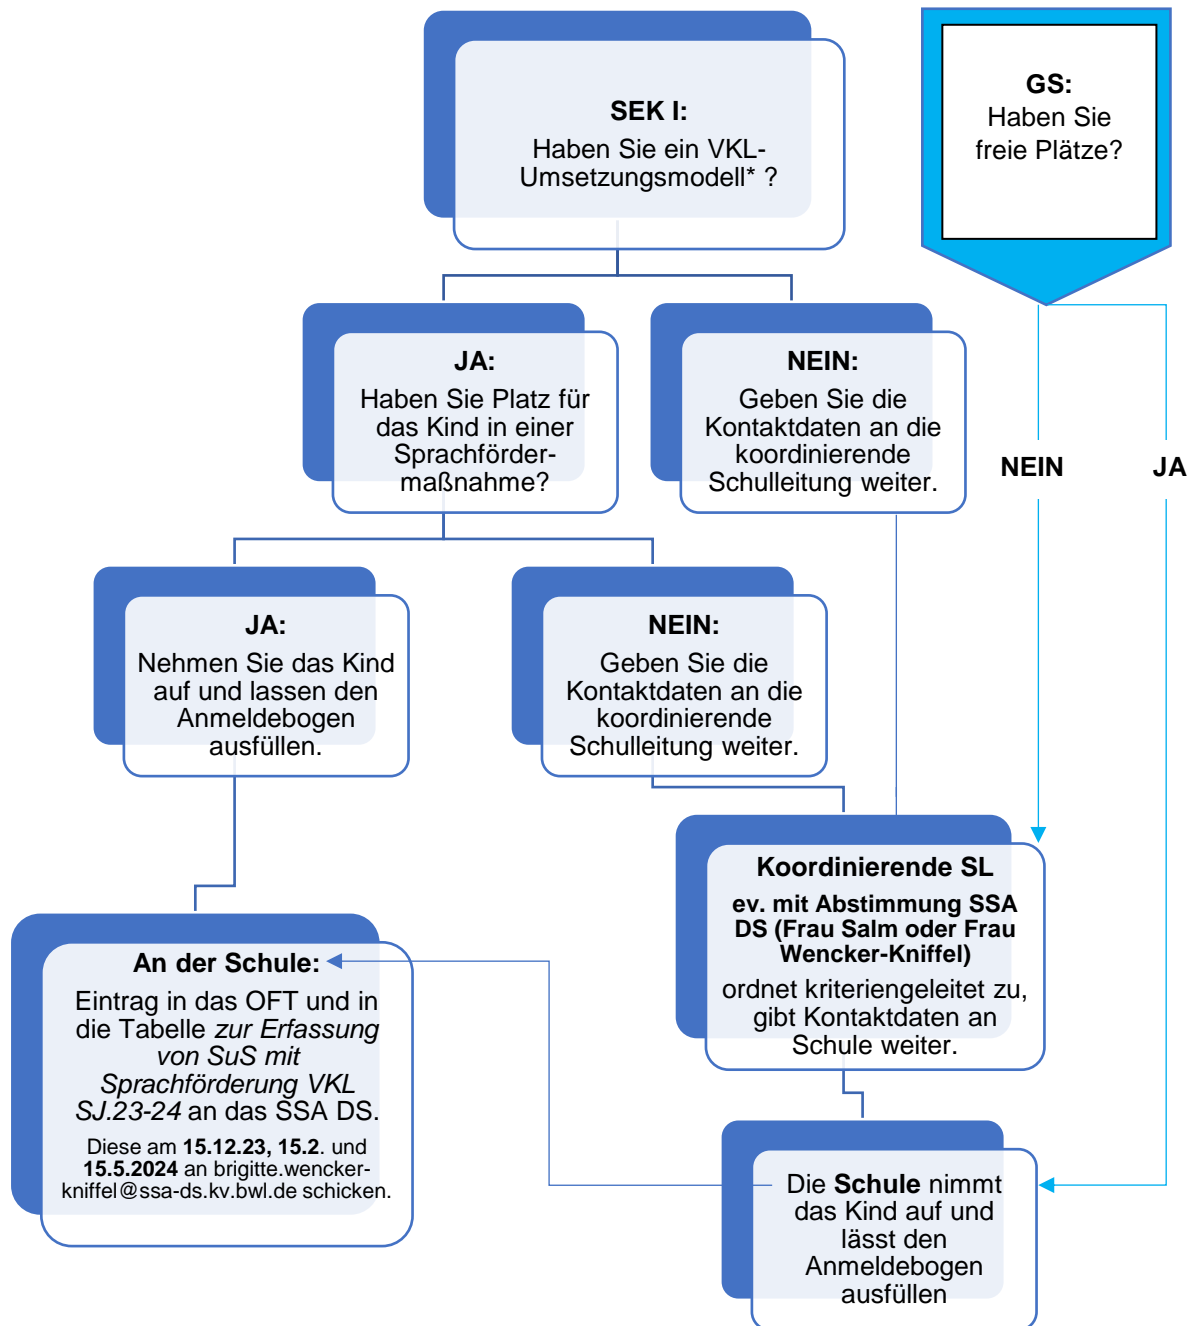 SEK I:
Haben Sie ein VKL-
Umsetzungsmodell* ?
GS:
Haben Sie
freie Plätze?
JA:
Haben Sie Platz für
das Kind in einer
Sprachförder-
maßnahme?
NEIN:
Geben Sie die
Kontaktdaten an die
koordinierende
Schulleitung weiter.
NEIN
JA
JA:
Nehmen Sie das Kind
auf und lassen den
Anmeldebogen
ausfüllen.
NEIN:
Geben Sie die
Kontaktdaten an die
koordinierende
Schulleitung weiter.
Koordinierende SL
ev. mit Abstimmung SSA
DS (Frau Salm oder Frau
Wencker-Kniffel)
ordnet kriteriengeleitet zu,
gibt Kontaktdaten an
Schule weiter.
An der Schule:
Eintrag in das OFT und in
die Tabelle zur Erfassung
von SuS mit
Sprachförderung VKL
SJ.23-24 an das SSA DS.
Diese am 15.12.23, 15.2. und
15.5.2024 an brigitte.wencker-
kniffel@ssa-ds.kv.bwl.de schicken.
Die Schule nimmt
das Kind auf und
lässt den
Anmeldebogen
ausfüllen